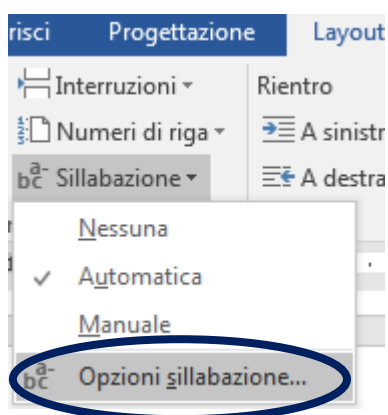 risci Progettazione Layout
Interruzioni Rientro
Numeri di riga A sinistr
Sillabazione A destra
Nessuna
Automatica
Manuale
Opzioni sillabazione...